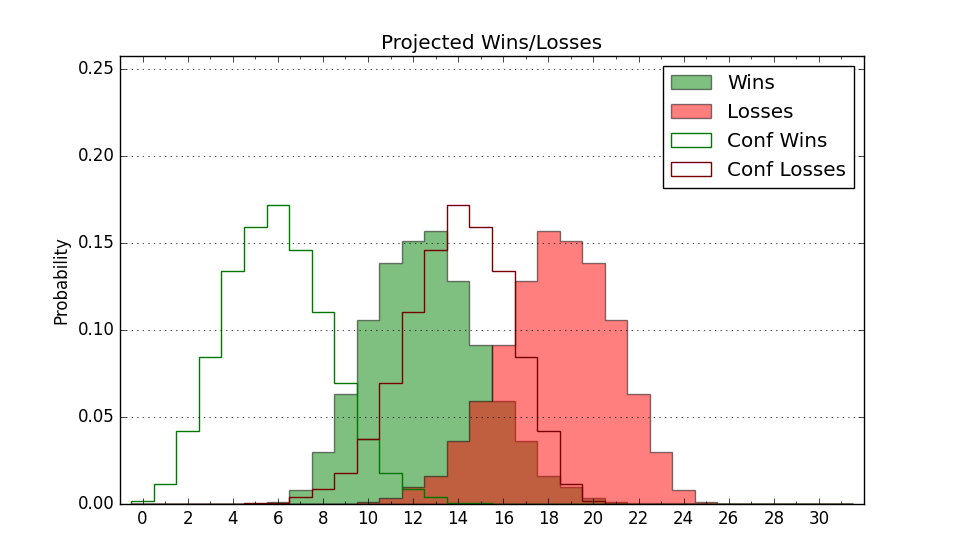 Projected Wins/Losses
0.25
0.20
0.15
0.10
0.05
0.00
Probability
Wins
Losses
Conf Wins
Conf Losses
0 2 4 6 8 10 12 14 16 18 20 22 24 26 28 30